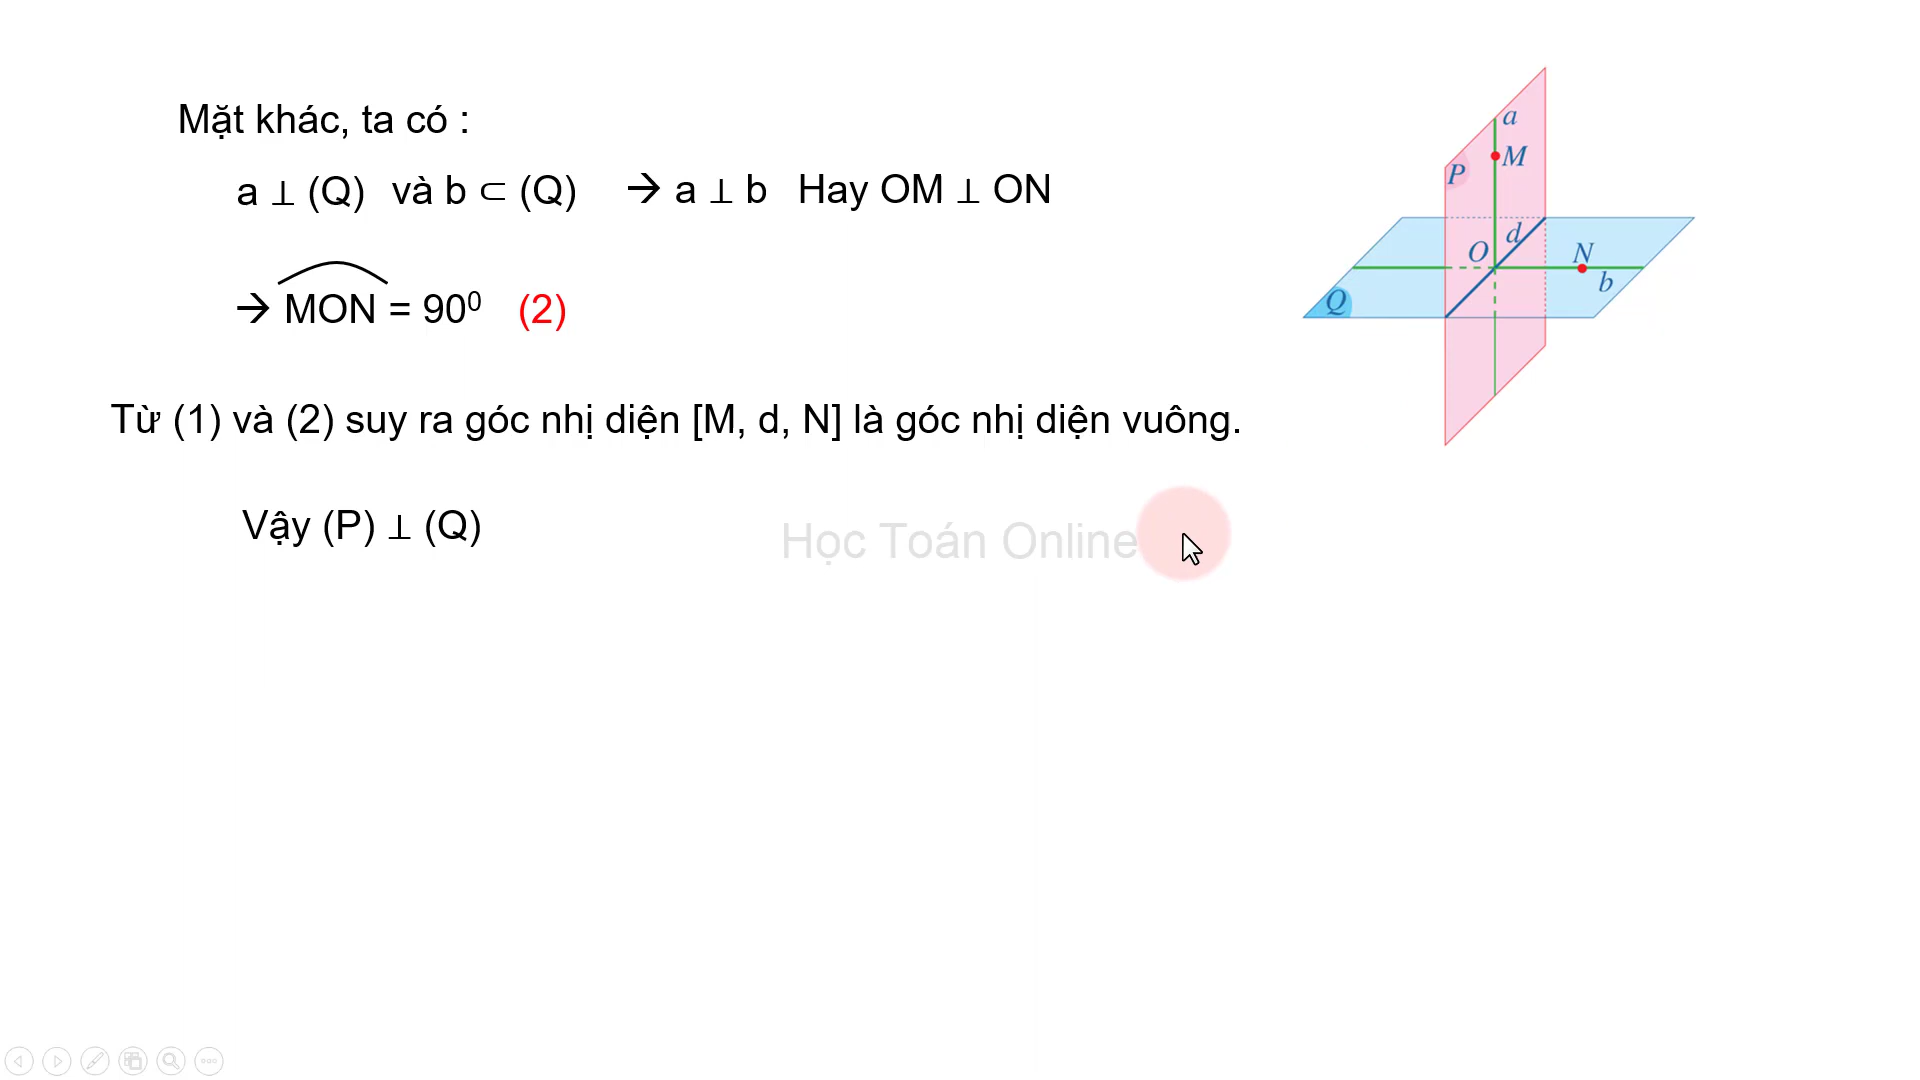 Mặt khác, ta có :
a ⊥ (Q) và b ⊂ (Q) → a ⊥ b Hay OM ⊥ ON
→ MON = 90⁰ (2)
Từ (1) và (2) suy ra góc nhị diện [M, d, N] là góc nhị diện vuông.
Vậy (P) ⊥ (Q)
Học Toán Online
a
M
P
d
O
N
b
Q